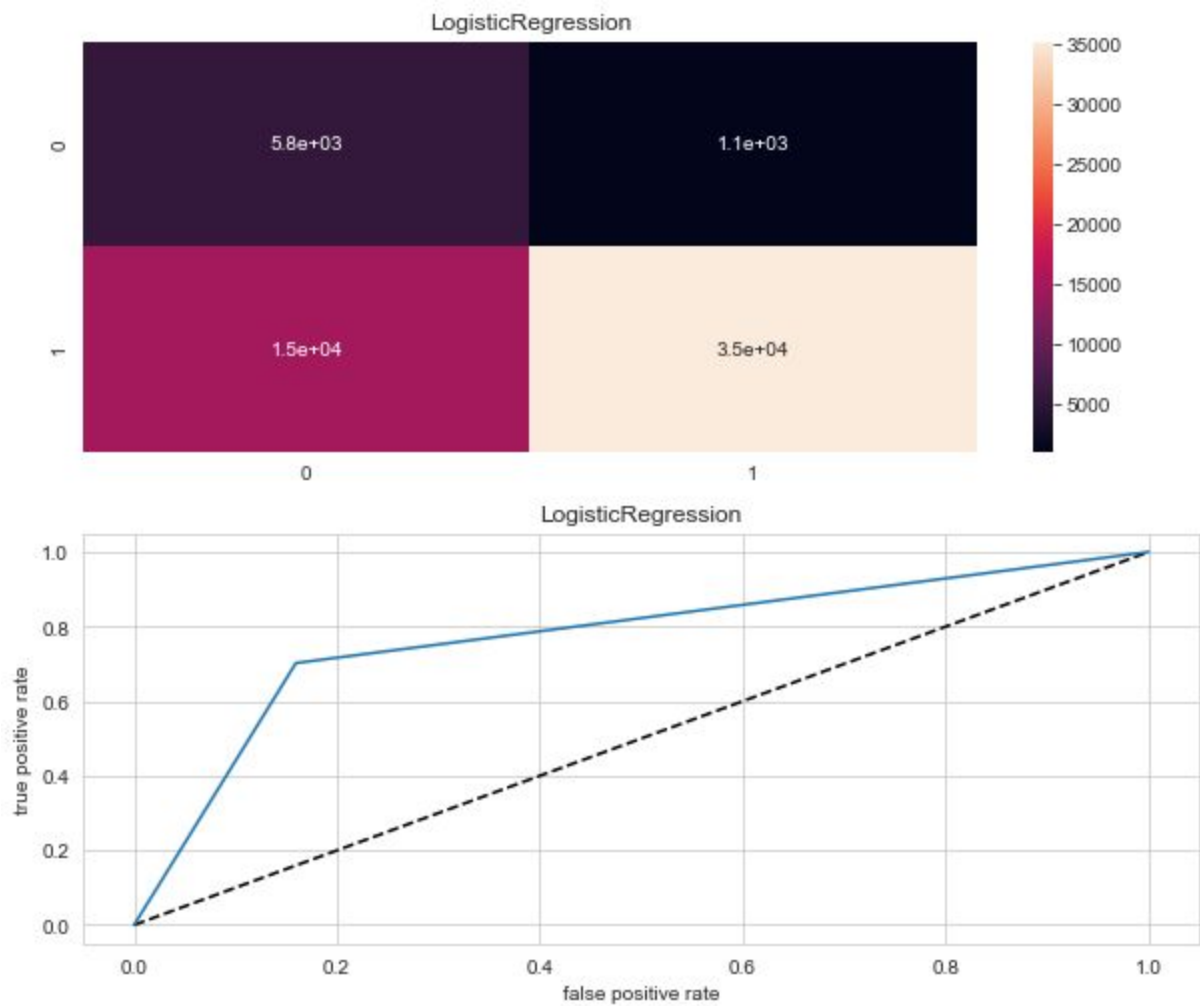 LogisticRegression
0
5.8e+03
1.1e+03
1
1.5e+04
3.5e+04
0
1
35000
30000
25000
20000
15000
10000
5000
LogisticRegression
true positive rate
1.0
0.8
0.6
0.4
0.2
0.0
0.0
0.2
0.4
0.6
0.8
1.0
false positive rate